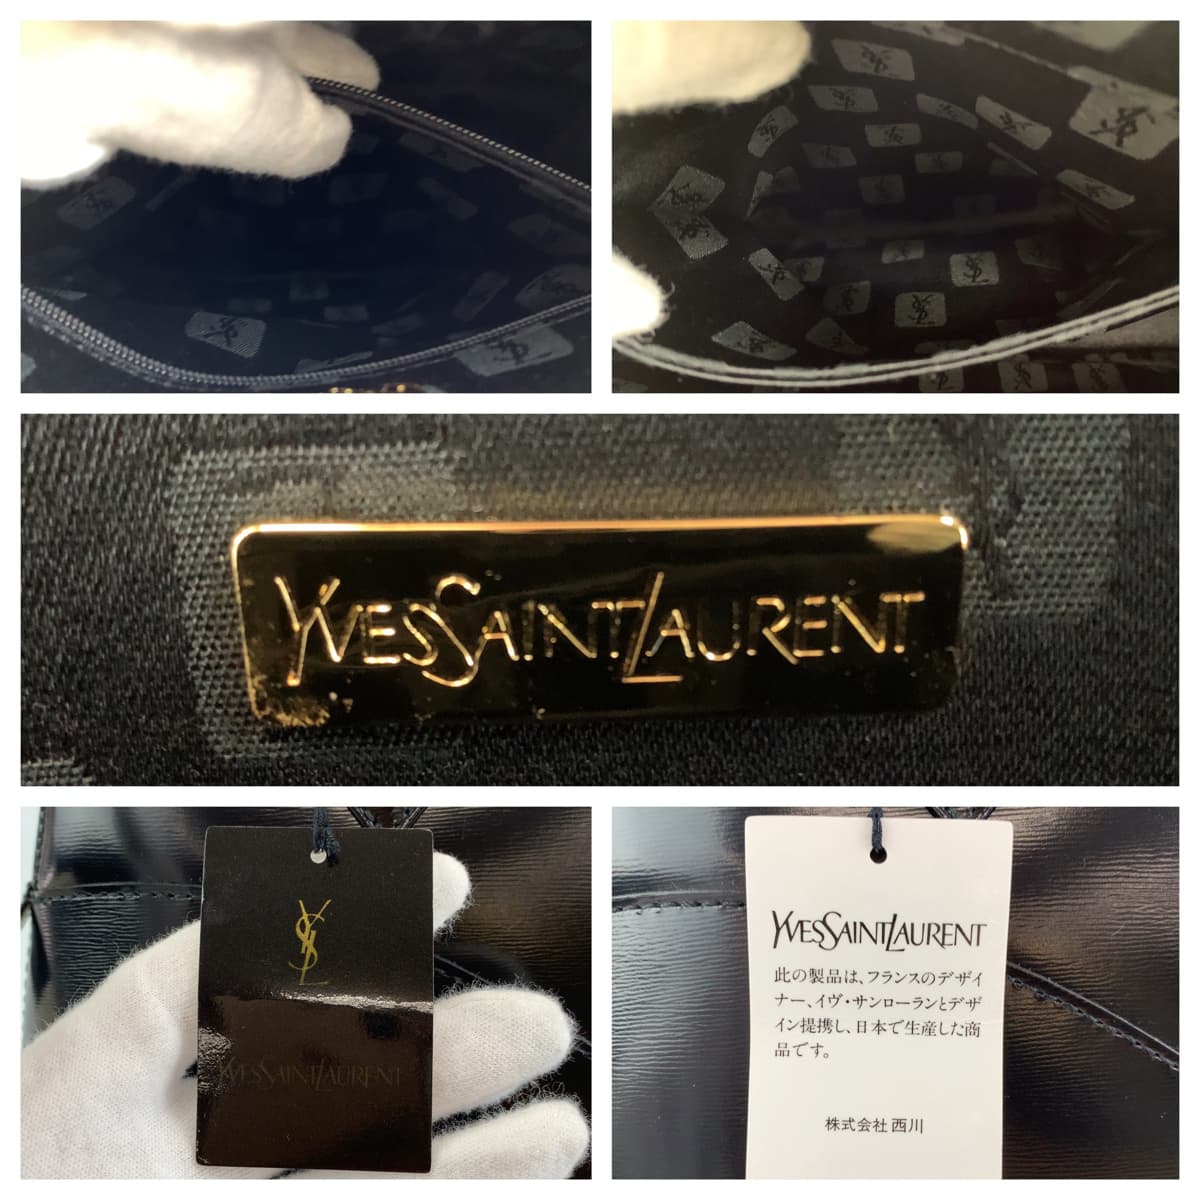 YVESSAINTLAURENT
YSL
YVESSAINTLAURENT
YVESSAINTLAURENT
此の製品は、フランスのデザイ
ナー、イヴ・サンローランとデザ
イン提携し、日本で生産した商
品です。
株式会社 西川